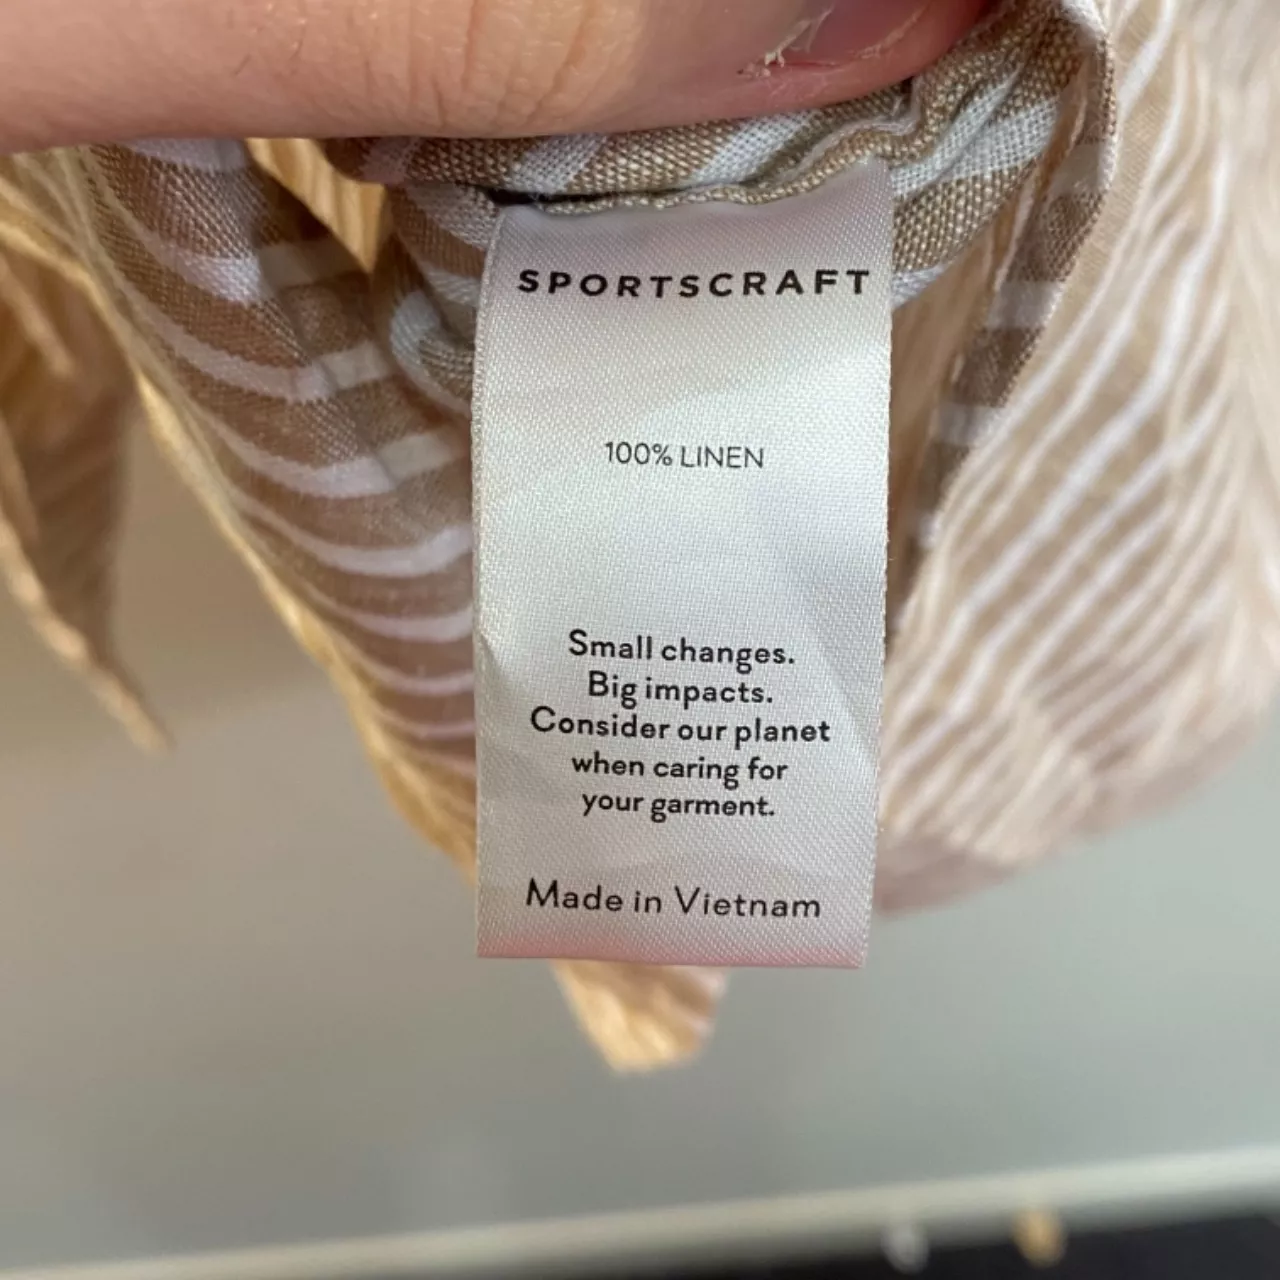 SPORTSCRAFT
100% LINEN
Small changes.
Big impacts.
Consider our planet
when caring for
your garment.
Made in Vietnam